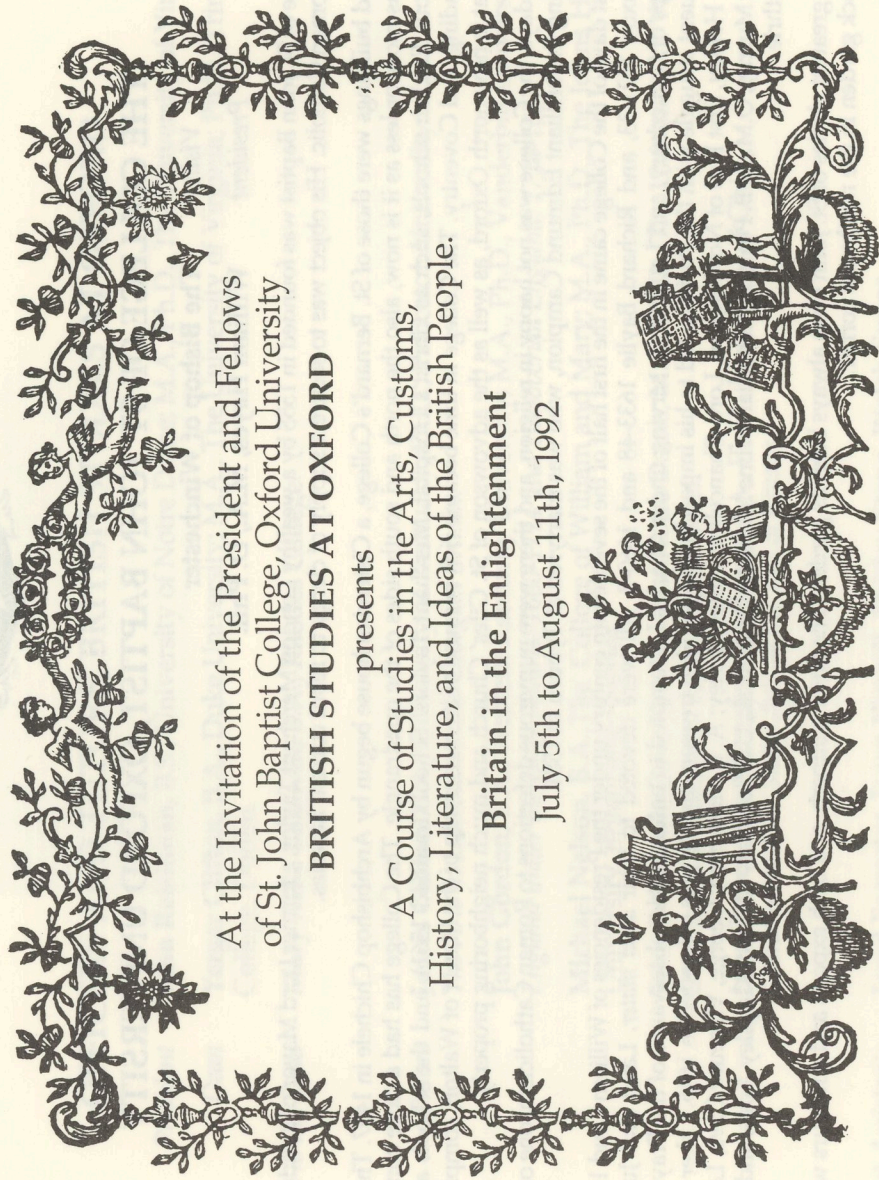 At the Invitation of the President and Fellows
of St. John Baptist College, Oxford University
BRITISH STUDIES AT OXFORD
presents
A Course of Studies in the Arts, Customs,
History, Literature, and Ideas of the British People.
Britain in the Enlightenment
July 5th to August 11th, 1992